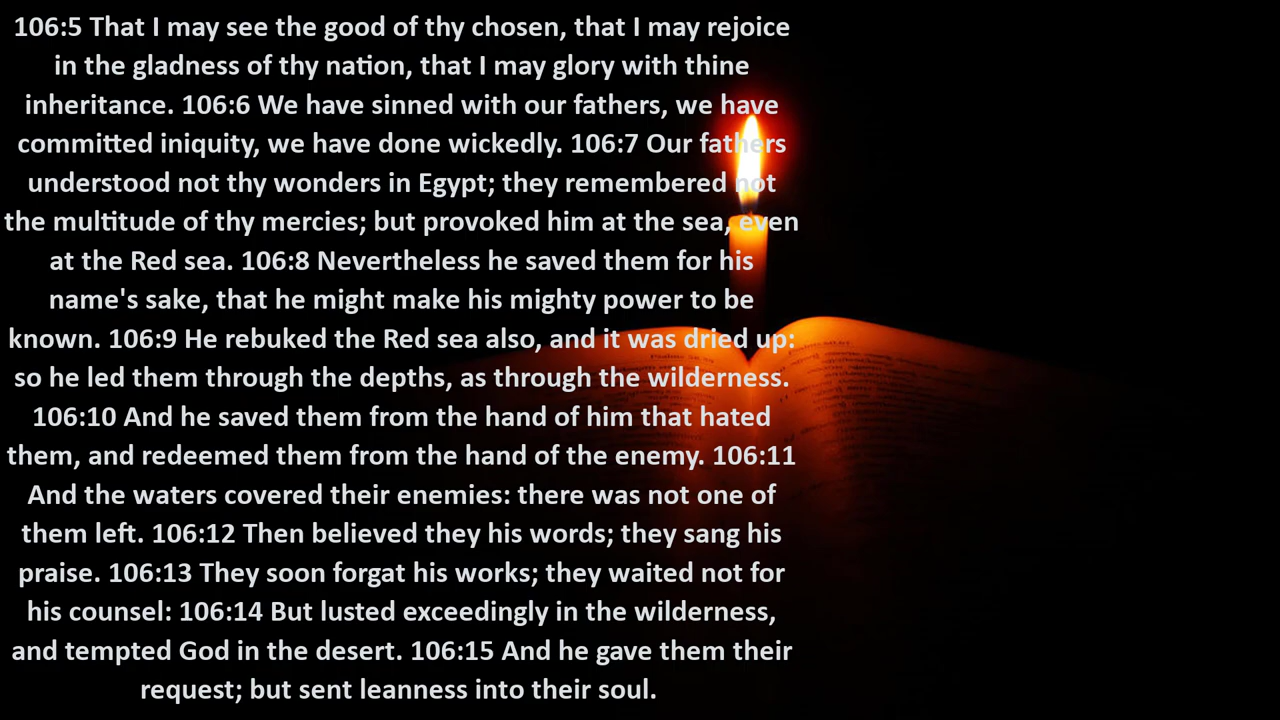 106:5 That I may see the good of thy chosen, that I may rejoice
in the gladness of thy nation, that I may glory with thine
inheritance. 106:6 We have sinned with our fathers, we have
committed iniquity, we have done wickedly. 106:7 Our fathers
understood not thy wonders in Egypt; they remembered not
the multitude of thy mercies; but provoked him at the sea, even
at the Red sea. 106:8 Nevertheless he saved them for his
name's sake, that he might make his mighty power to be
known. 106:9 He rebuked the Red sea also, and it was dried up:
so he led them through the depths, as through the wilderness.
106:10 And he saved them from the hand of him that hated
them, and redeemed them from the hand of the enemy. 106:11
And the waters covered their enemies: there was not one of
them left. 106:12 Then believed they his words; they sang his
praise. 106:13 They soon forgat his works; they waited not for
his counsel: 106:14 But lusted exceedingly in the wilderness,
and tempted God in the desert. 106:15 And he gave them their
request; but sent leanness into their soul.